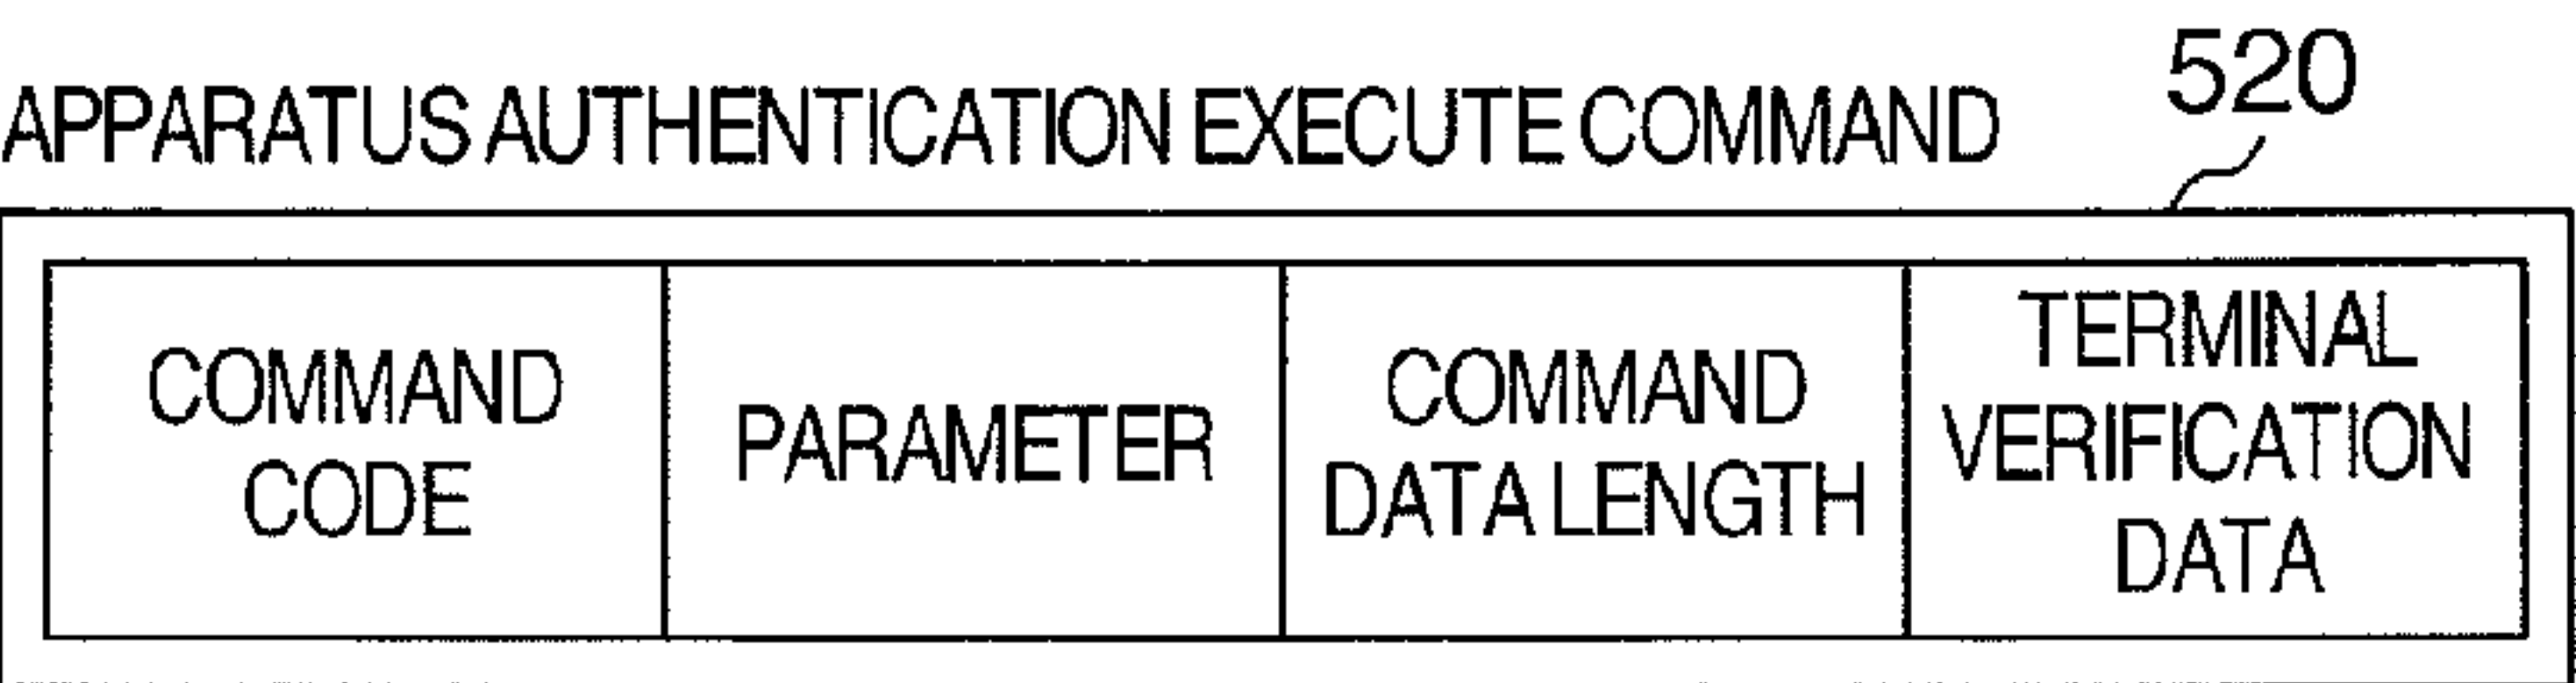 520
APPARATUS AUTHENTICATION EXECUTE COMMAND
COMMAND
CODE
PARAMETER
COMMAND
DATA LENGTH
TERMINAL
VERIFICATION
DATA